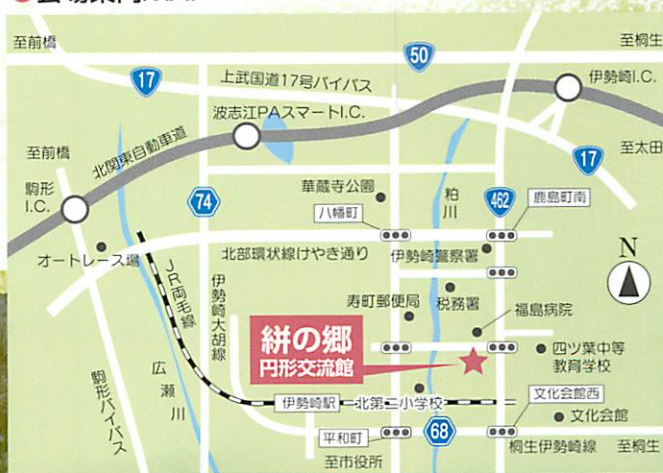 至前橋
50
至桐生
17
上武国道17号バイパス
伊勢崎I.C.
波志江PAスマートI.C.
北関東自動車道
17
至太田
至前橋
駒形
I.C.
74
華蔵寺公園
粕川
462
鹿島町南
八幡町
オートレース場
北部環状線けやき通り
伊勢崎警察署
N
JR両毛線
伊勢崎大胡線
寿町郵便局
税務署
福島病院
絣の郷
円形交流館
四ツ葉中等
教育学校
駒形バイパス
広瀬川
伊勢崎駅
北第二小学校
文化会館西
文化会館
平和町
68
桐生伊勢崎線
至桐生
至市役所